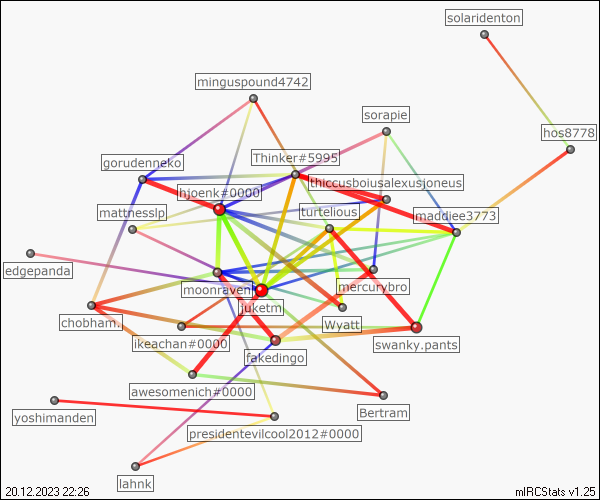 solaridenton
minguspound4742
sorapie
hos8778
Thinker#5995
gorudenneko
thiccusboiusalexusjoneus
hjoenk#0000
mattnesslp
turtelious
maddiee3773
edgepanda
moonraven
mercurybro
juketm
chobham.
Wyatt
ikeachan#0000
swanky.pants
fakedingo
awesomenich#0000
Bertram
yoshimanden
presidentevilcool2012#0000
lahnk
20.12.2023 22:26
mIRCStats v1.25